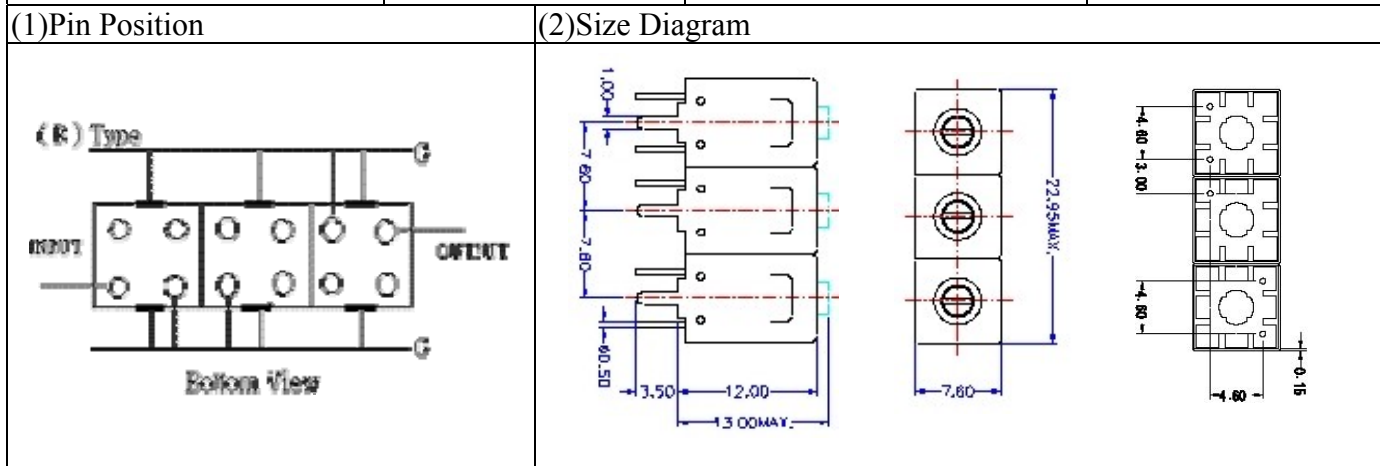 (1)Pin Position
(2)Size Diagram
(R) Type
G
INPUT
OUTPUT
G
Bottom View
1.00
7.60
7.60
Ø0.50
3.50
12.00
13.00MAX.
22.95MAX.
7.60
4.60
3.00
4.60
0.15
4.60